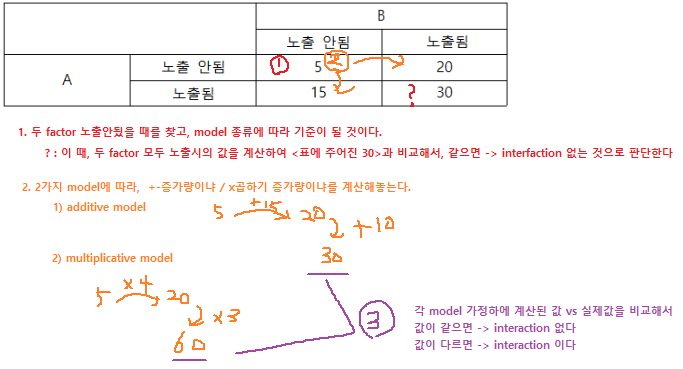 B
노출 안됨 노출됨
A 노출 안됨 ① 5 ② 20
노출됨 15 ? 30
1. 두 factor 노출안됬을 때를 찾고, model 종류에 따라 기준이 될 것이다.
? : 이 때, 두 factor 모두 노출시의 값을 계산하여 <표에 주어진 30>과 비교해서, 같으면 -> interfaction 없는 것으로 판단한다
2. 2가지 model에 따라, +-증가량이냐 / x곱하기 증가량이냐를 계산해놓는다.
1) additive model
5 +15 20 +10
30
2) multiplicative model
5 x4 20 x3
60
③
각 model 가정하에 계산된 값 vs 실제값을 비교해서
값이 같으면 -> interaction 없다
값이 다르면 -> interaction 이다